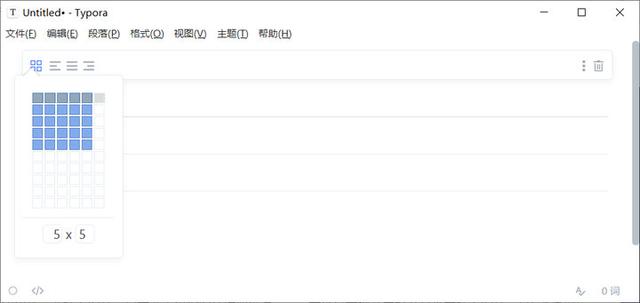 T Untitled• - Typora
文件(F) 编辑(E) 段落(P) 格式(O) 视图(V) 主题(T) 帮助(H)
5 x 5
</> 0 词